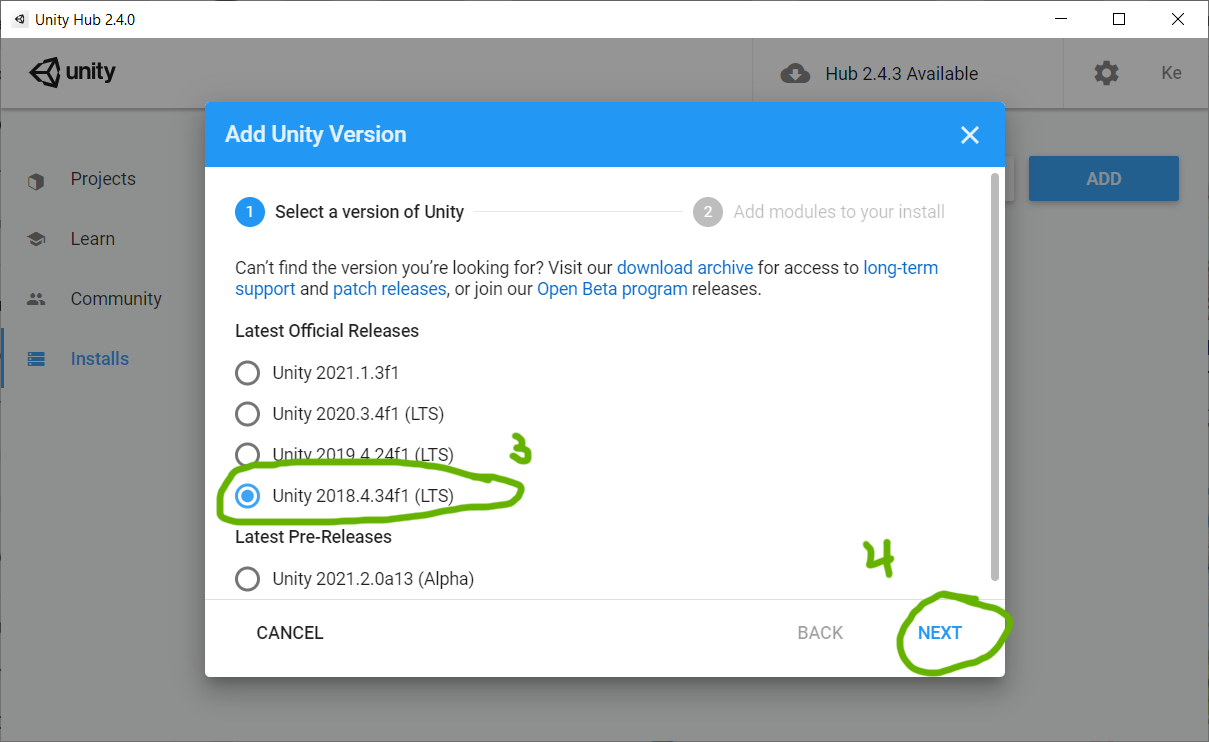 Unity Hub 2.4.0
unity
Hub 2.4.3 Available
Ke
Add Unity Version
Projects
ADD
1 Select a version of Unity
2 Add modules to your install
Learn
Can't find the version you're looking for? Visit our download archive for access to long-term
support and patch releases, or join our Open Beta program releases.
Community
Latest Official Releases
Installs
Unity 2021.1.3f1
Unity 2020.3.4f1 (LTS)
Unity 2019.4.24f1 (LTS)
3
Unity 2018.4.34f1 (LTS)
Latest Pre-Releases
4
Unity 2021.2.0a13 (Alpha)
CANCEL
BACK
NEXT